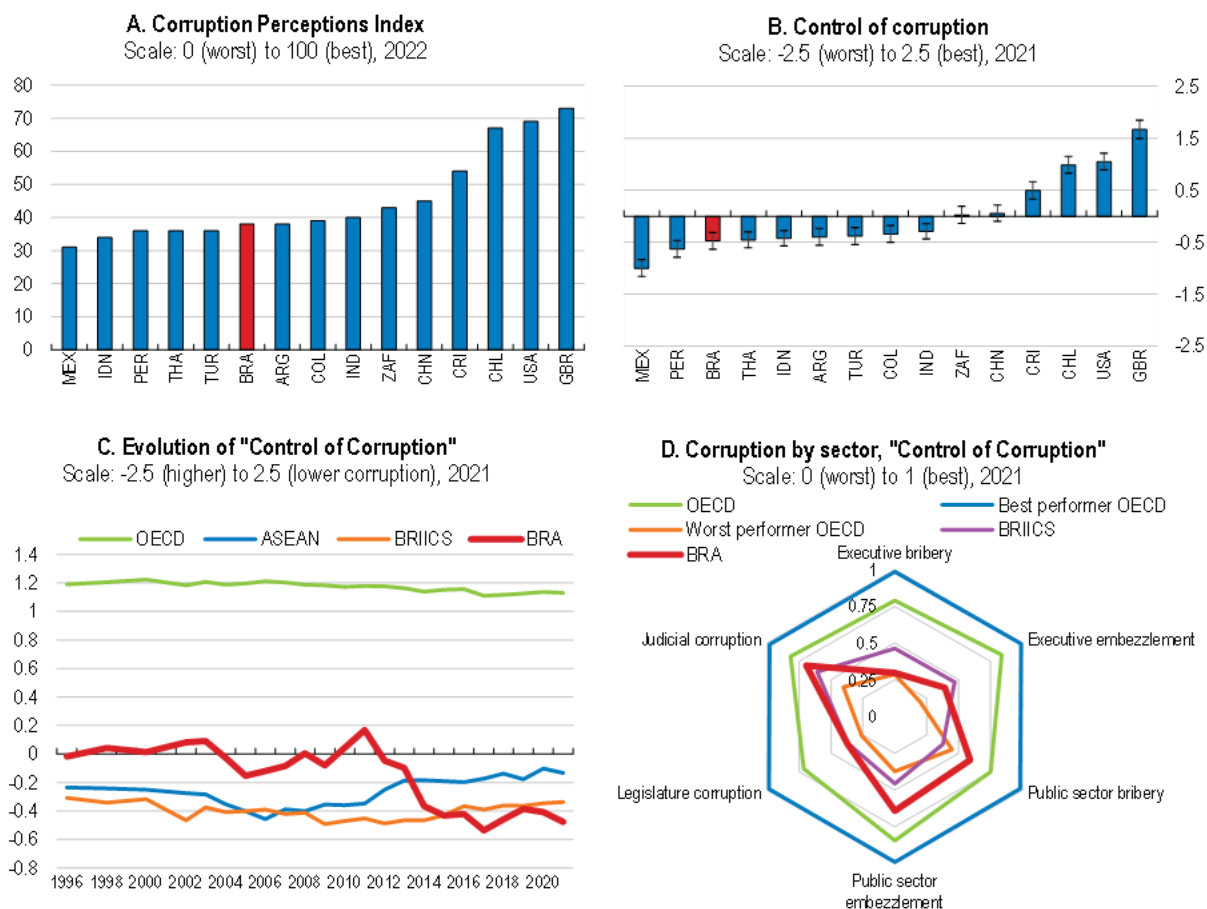 A. Corruption Perceptions Index
Scale: 0 (worst) to 100 (best), 2022
80
70
60
50
40
30
20
10
0
MEX
IDN
PER
THA
TUR
BRA
ARG
COL
IND
ZAF
CHN
CRI
CHL
USA
GBR
B. Control of corruption
Scale: -2.5 (worst) to 2.5 (best), 2021
2.5
1.5
0.5
-0.5
-1.5
-2.5
MEX
PER
BRA
THA
IDN
ARG
TUR
COL
IND
ZAF
CHN
CRI
CHL
USA
GBR
C. Evolution of "Control of Corruption"
Scale: -2.5 (higher) to 2.5 (lower corruption), 2021
OECD ASEAN BRIICS BRA
1.4
1.2
1
0.8
0.6
0.4
0.2
0
-0.2
-0.4
-0.6
-0.8
1996 1998 2000 2002 2004 2006 2008 2010 2012 2014 2016 2018 2020
D. Corruption by sector, "Control of Corruption"
Scale: 0 (worst) to 1 (best), 2021
OECD Best performer OECD
Worst performer OECD BRIICS
BRA
Executive bribery
1
0.75
0.5
0.25
0
Judicial corruption
Executive embezzlement
Legislature corruption
Public sector bribery
Public sector
embezzlement